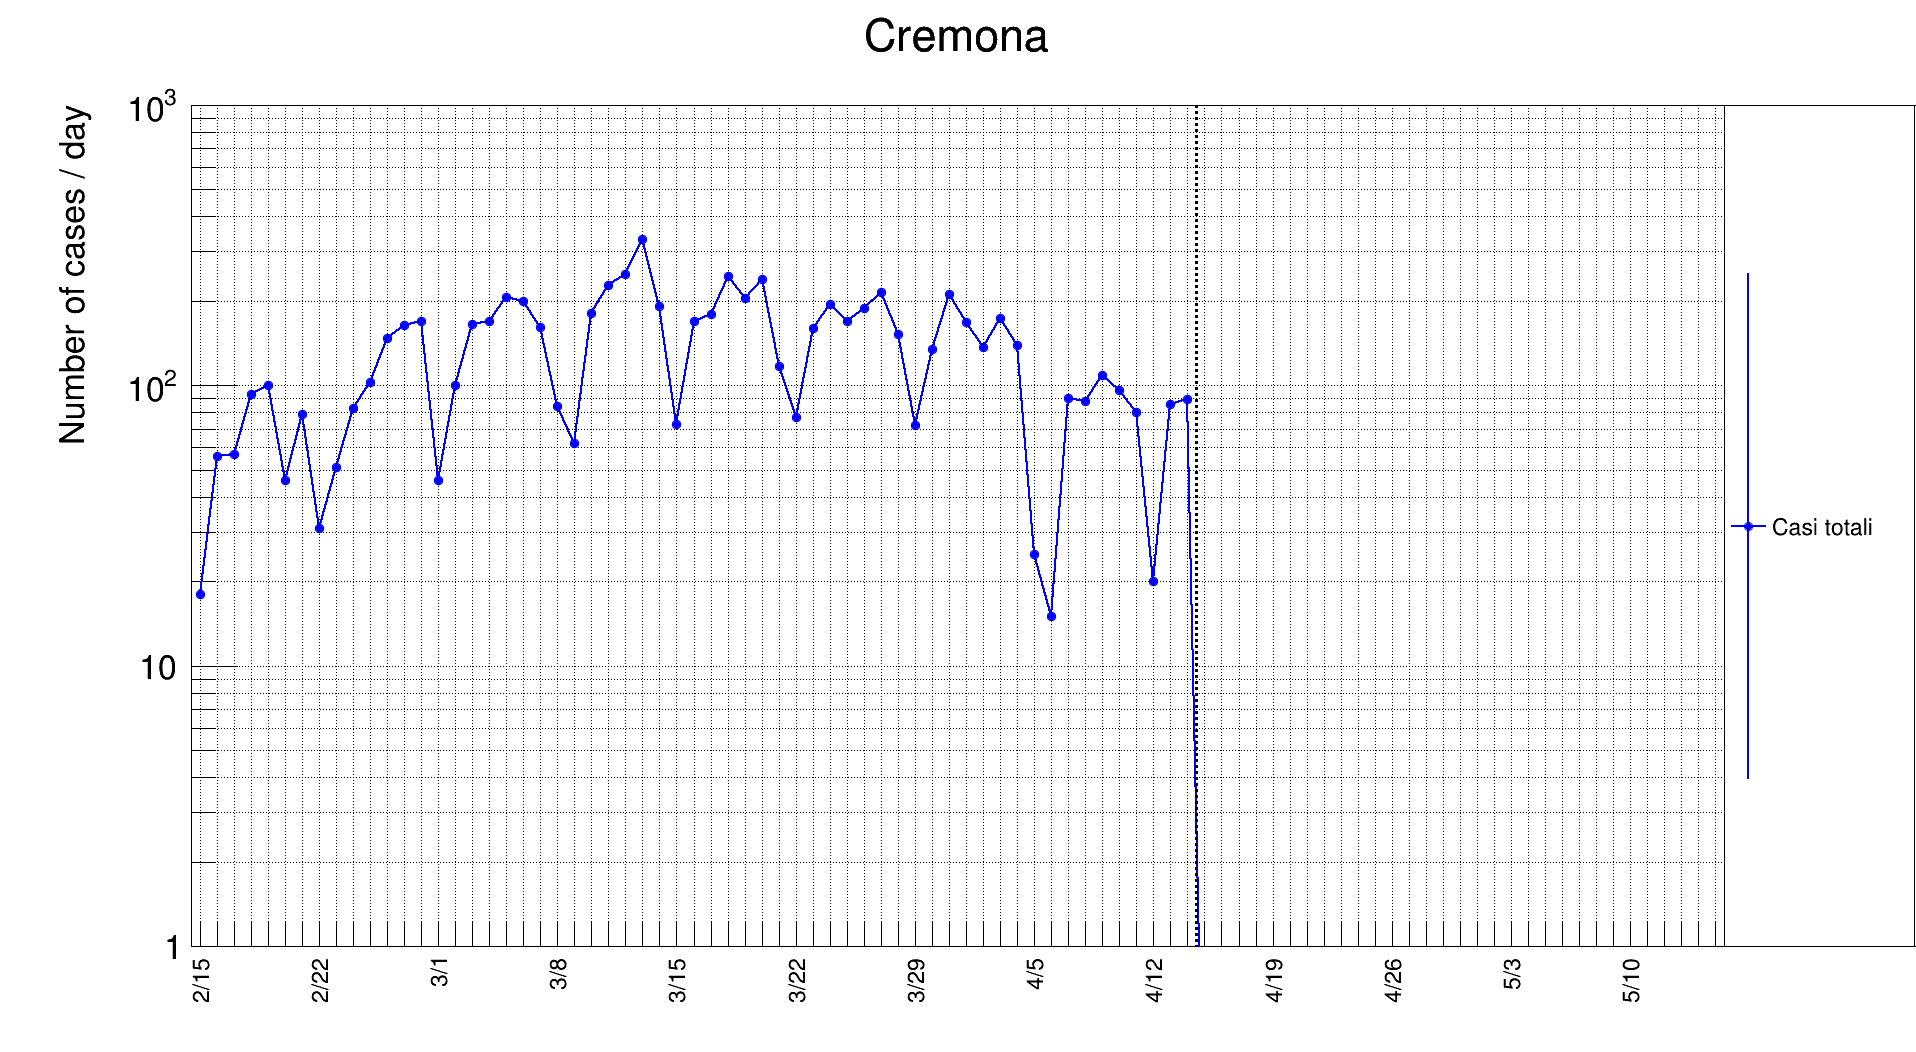 Cremona
Number of cases / day
10³
10²
10
1
2/15 2/22 3/1 3/8 3/15 3/22 3/29 4/5 4/12 4/19 4/26 5/3 5/10
Casi totali